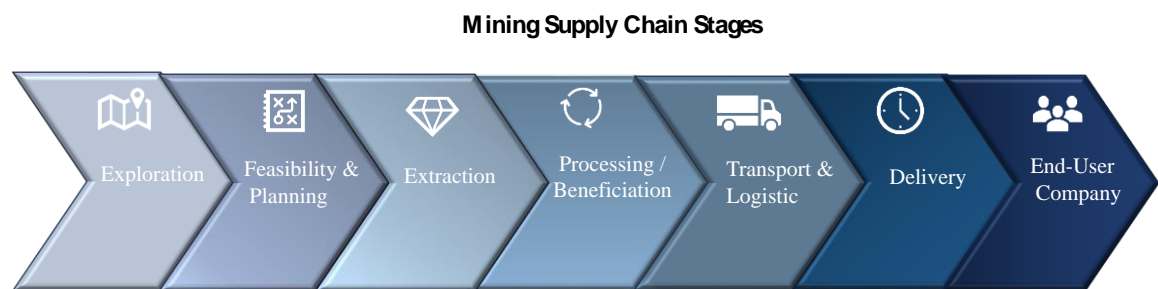 Mining Supply Chain Stages
Exploration
Feasibility &
Planning
Extraction
Processing /
Beneficiation
Transport &
Logistic
Delivery
End-User
Company